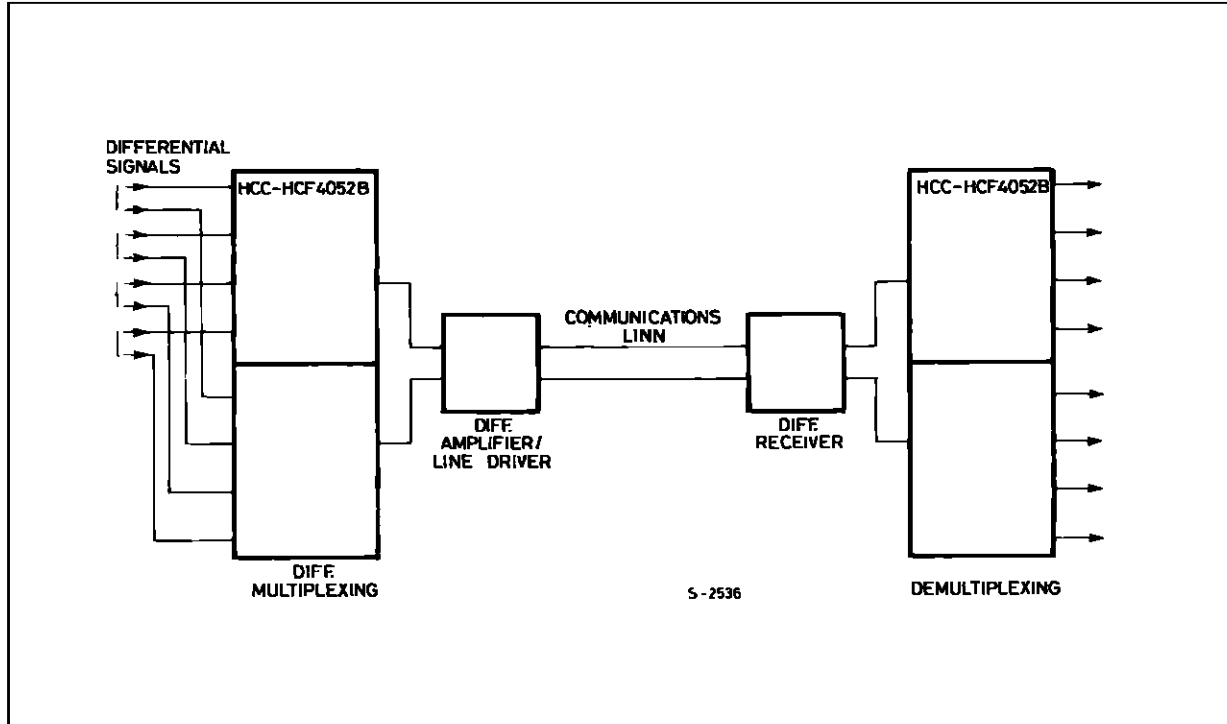 DIFFERENTIAL
SIGNALS
HCC-HCF4052B
HCC-HCF4052B
COMMUNICATIONS
LINN
DIFF.
AMPLIFIER/
LINE DRIVER
DIFF.
RECEIVER
DIFF.
MULTIPLEXING
S-2536
DEMULTIPLEXING